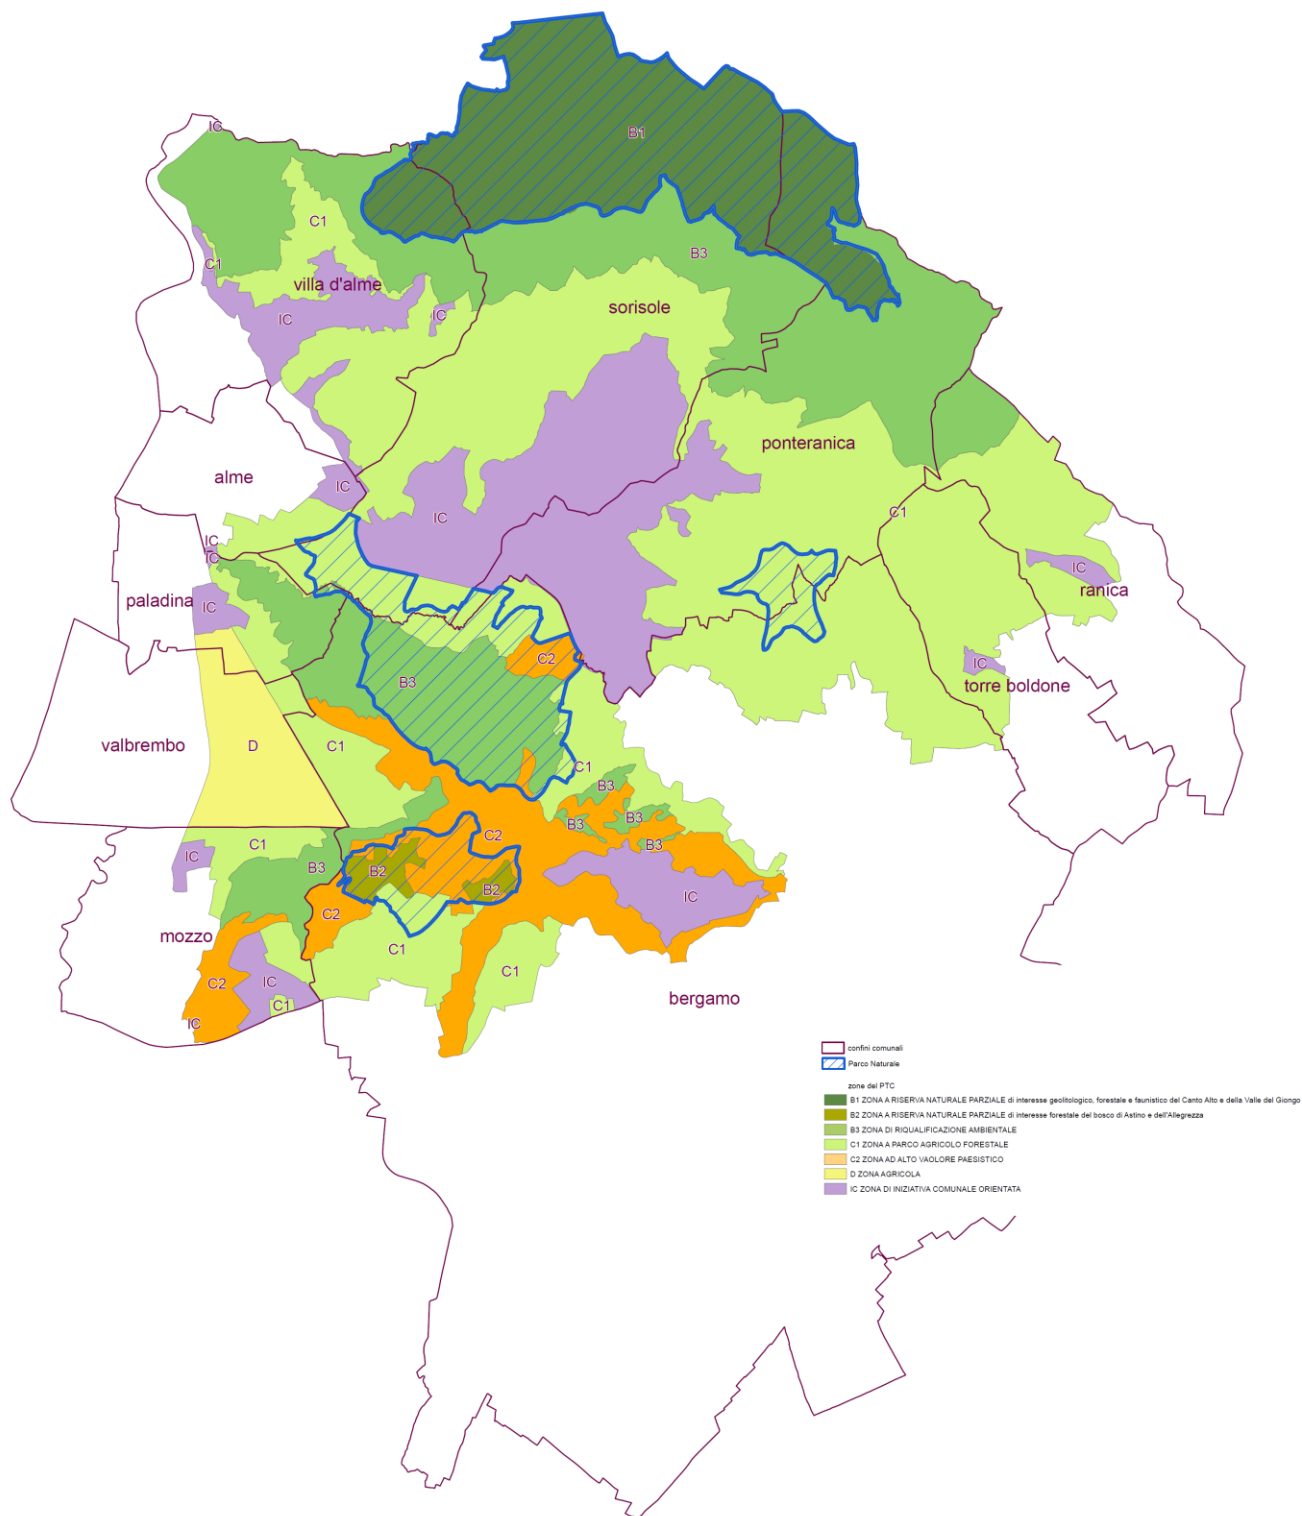 B1
IC
C1
B3
C1
villa d'alme
sorisole
IC
IC
ponteranica
alme
IC
IC
C1
IC
IC
IC
ranica
paladina
IC
C2
IC
B3
torre boldone
valbrembo
D
C1
C1
B3
B3
B3
C2
B3
C1
IC
B3
B2
B2
IC
C2
mozzo
C1
C1
C2
IC
bergamo
C1
IC
confini comunali
Parco Naturale
zone del PTC
B1 ZONA A RISERVA NATURALE PARZIALE di interesse geolitologico, forestale e faunistico del Canto Alto e della Valle del Giongo
B2 ZONA A RISERVA NATURALE PARZIALE di interesse forestale del bosco di Astino e dell'Allegrezza
B3 ZONA DI RIQUALIFICAZIONE AMBIENTALE
C1 ZONA A PARCO AGRICOLO FORESTALE
C2 ZONA AD ALTO VAOLORE PAESISTICO
D ZONA AGRICOLA
IC ZONA DI INIZIATIVA COMUNALE ORIENTATA